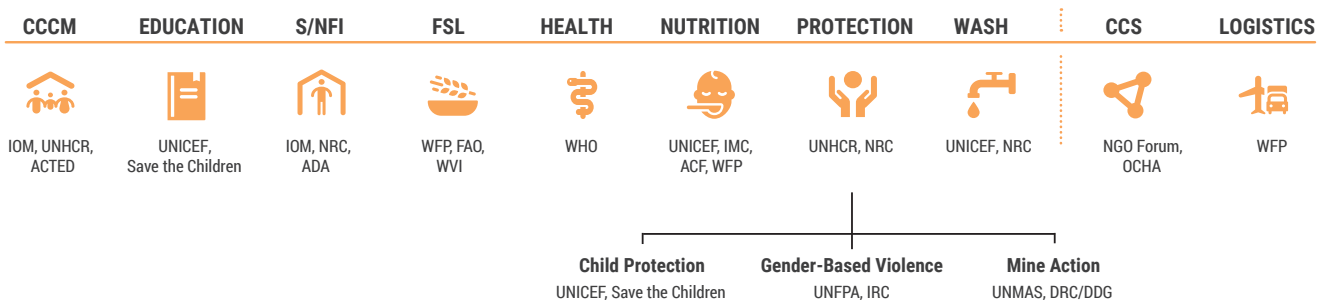 CCCM EDUCATION S/NFI FSL HEALTH NUTRITION PROTECTION WASH CCS LOGISTICS
IOM, UNHCR,
ACTED
UNICEF,
Save the Children
IOM, NRC,
ADA
WFP, FAO,
WVI
WHO
UNICEF, IMC,
ACF, WFP
UNHCR, NRC
UNICEF, NRC
NGO Forum,
OCHA
WFP
Child Protection
UNICEF, Save the Children
Gender-Based Violence
UNFPA, IRC
Mine Action
UNMAS, DRC/DDG